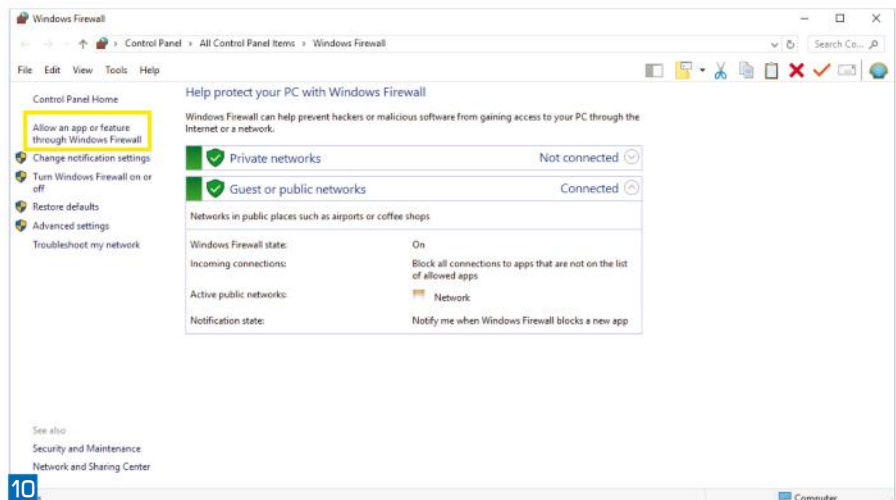 Windows Firewall
Control Panel > All Control Panel Items > Windows Firewall
Search Co...
File Edit View Tools Help
Control Panel Home
Allow an app or feature
through Windows Firewall
Change notification settings
Turn Windows Firewall on or
off
Restore defaults
Advanced settings
Troubleshoot my network
Help protect your PC with Windows Firewall
Windows Firewall can help prevent hackers or malicious software from gaining access to your PC through the
Internet or a network.
Private networks Not connected
Guest or public networks Connected
Networks in public places such as airports or coffee shops
Windows Firewall state: On
Incoming connections: Block all connections to apps that are not on the list
of allowed apps
Active public networks: Network
Notification state: Notify me when Windows Firewall blocks a new app
See also
Security and Maintenance
Network and Sharing Center
10
Computer